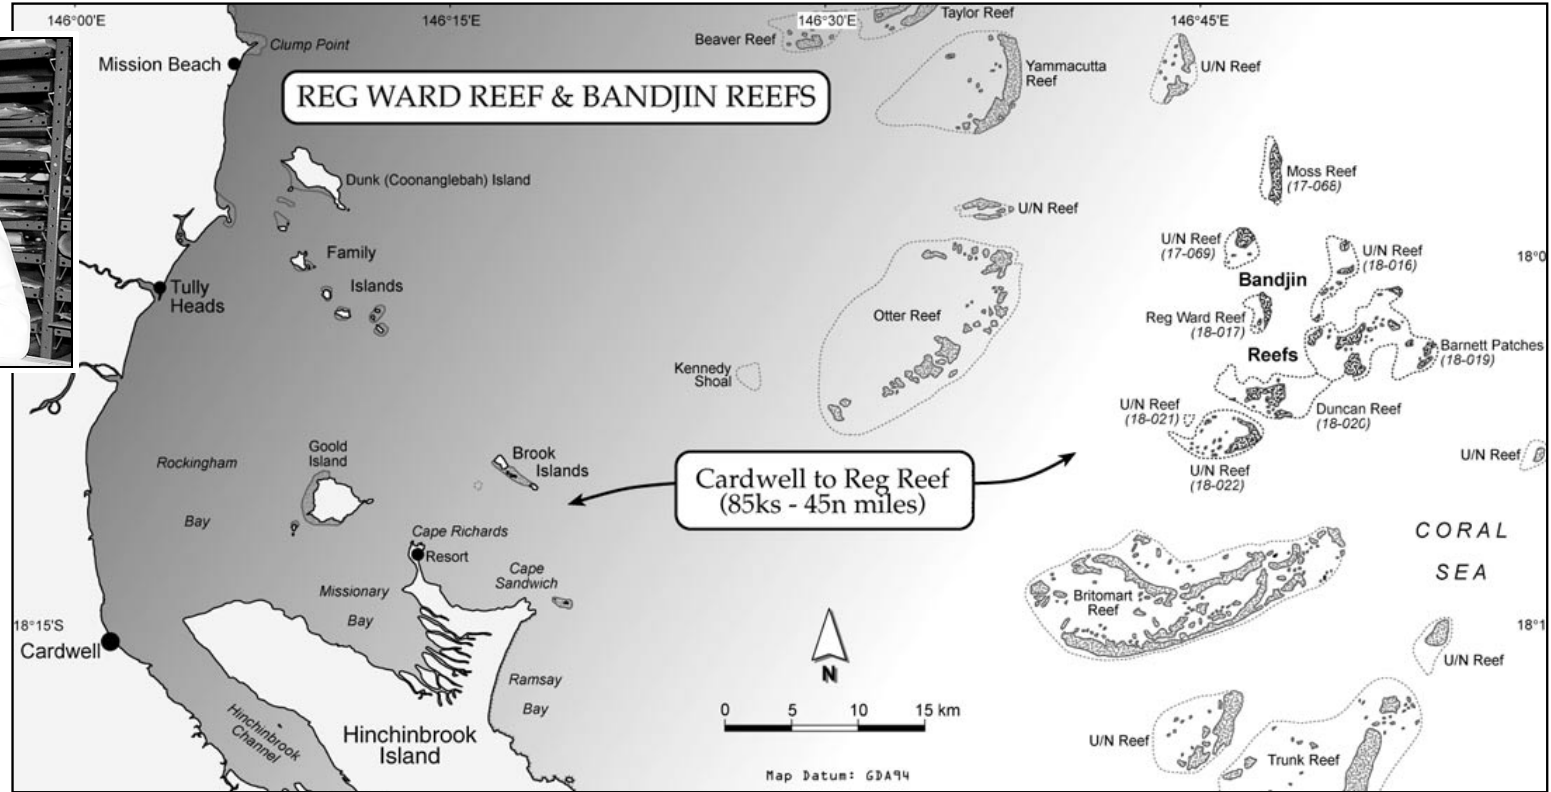 146°00'E
146°15'E
146°30'E
146°45'E
Clump Point
Mission Beach
REG WARD REEF & BANDJIN REEFS
Beaver Reef
Taylor Reef
Yammacutta
Reef
U/N Reef
Dunk (Coonanglebah) Island
Moss Reef
(17-068)
U/N Reef
Family
Islands
Tully
Heads
U/N Reef
(17-069)
U/N Reef
(18-016)
18°0
Bandjin
Otter Reef
Reg Ward Reef
(18-017)
Reefs
Barnett Patches
(18-019)
Kennedy
Shoal
U/N Reef
(18-021)
Duncan Reef
(18-020)
U/N Reef
(18-022)
U/N Reef
Rockingham
Bay
Goold
Island
Brook
Islands
Cardwell to Reg Reef
(85ks - 45n miles)
Cape Richards
Resort
Cape
Sandwich
CORAL
SEA
Missionary
Bay
Britomart
Reef
18°15'S
18°1
Cardwell
U/N Reef
N
Ramsay
Bay
0 5 10 15 km
Hinchinbrook
Channel
Hinchinbrook
Island
U/N Reef
Trunk Reef
Map Datum: GDA94